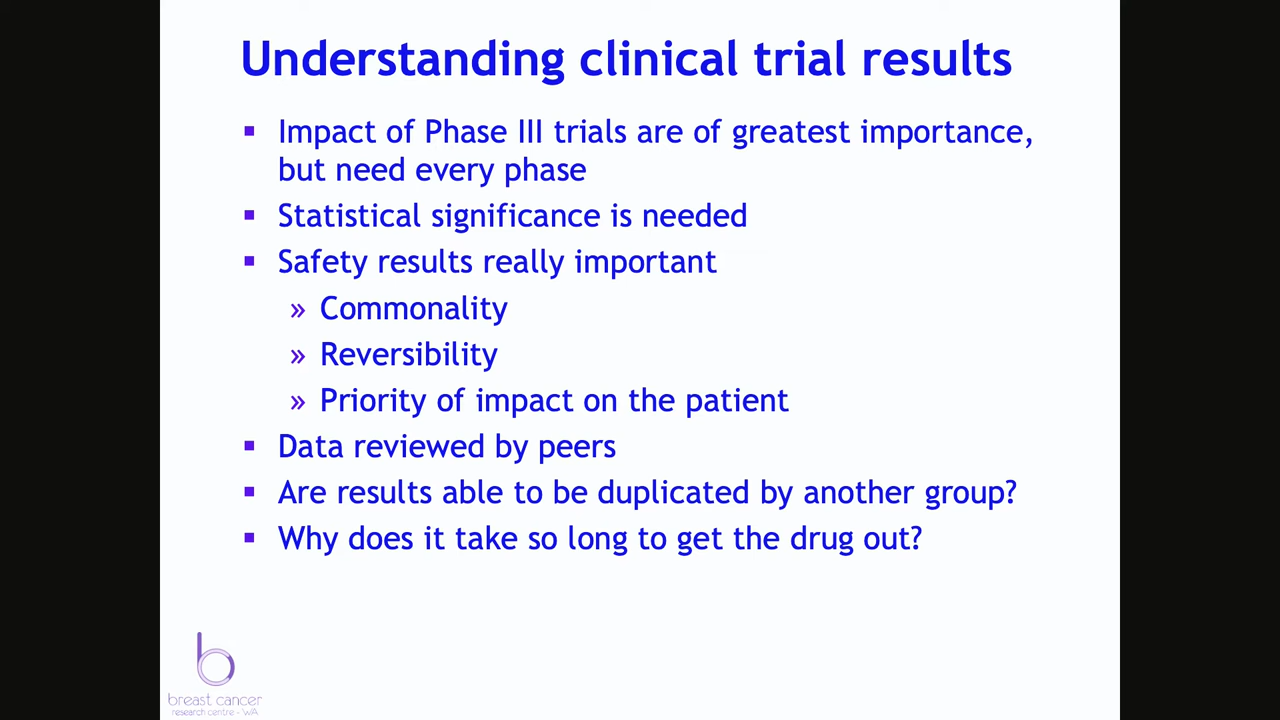 Understanding clinical trial results
▪ Impact of Phase III trials are of greatest importance,
but need every phase
▪ Statistical significance is needed
▪ Safety results really important
» Commonality
» Reversibility
» Priority of impact on the patient
▪ Data reviewed by peers
▪ Are results able to be duplicated by another group?
▪ Why does it take so long to get the drug out?
b
breast cancer
research centre - WA